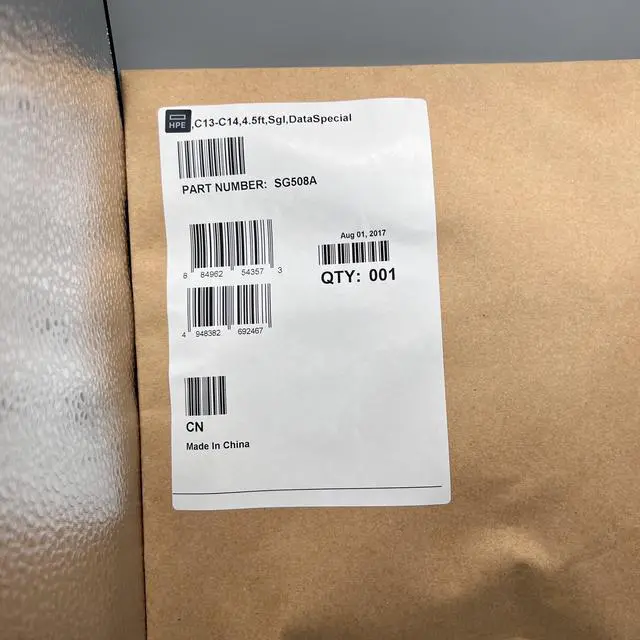 HPE
,C13-C14,4.5ft,Sgl,DataSpecial
PART NUMBER: SG508A
Aug 01, 2017
8 84962 54357 3
QTY: 001
4 948382 692467
CN
Made In China